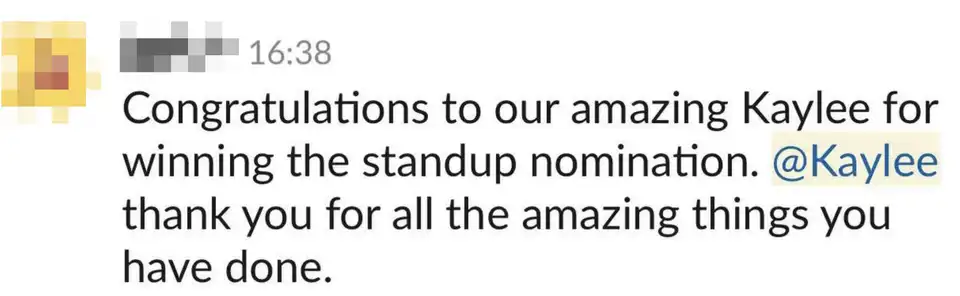 16:38
Congratulations to our amazing Kaylee for
winning the standup nomination. @Kaylee
thank you for all the amazing things you
have done.